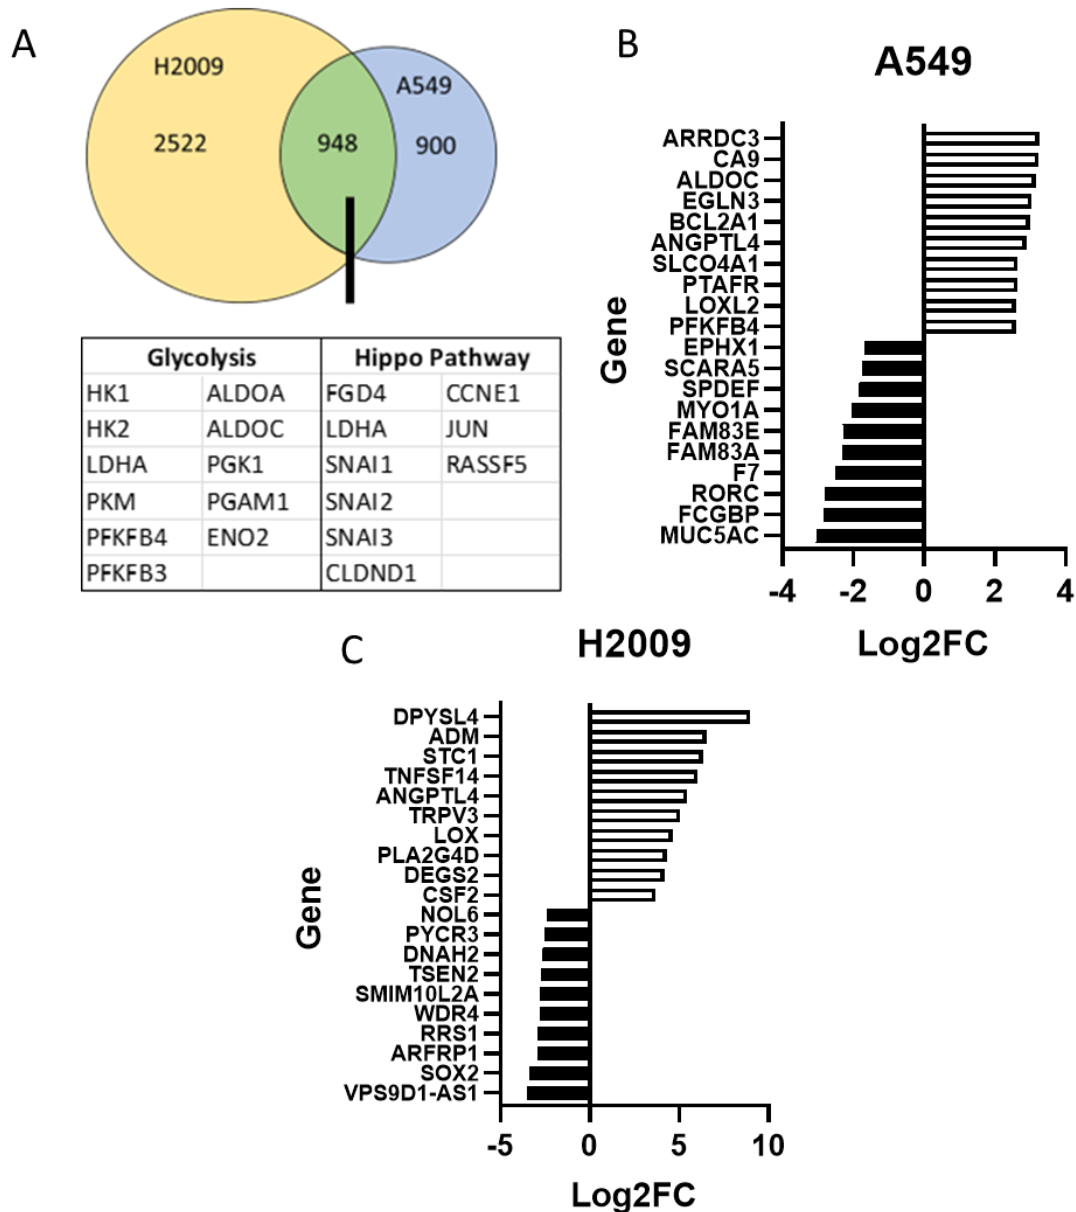 A
H2009
A549
2522
948
900
Glycolysis Hippo Pathway
HK1 ALDOA FGD4 CCNE1
HK2 ALDOC LDHA JUN
LDHA PGK1 SNAI1 RASSF5
PKM PGAM1 SNAI2
PFKFB4 ENO2 SNAI3
PFKFB3 CLDND1
B
A549
Gene
ARRDC3
CA9
ALDOC
EGLN3
BCL2A1
ANGPTL4
SLCO4A1
PTAFR
LOXL2
PFKFB4
EPHX1
SCARA5
SPDEF
MYO1A
FAM83E
FAM83A
F7
RORC
FCGBP
MUC5AC
-4 -2 0 2 4
Log2FC
C
H2009
Gene
DPYSL4
ADM
STC1
TNFSF14
ANGPTL4
TRPV3
LOX
PLA2G4D
DEGS2
CSF2
NOL6
PYCR3
DNAH2
TSEN2
SMIM10L2A
WDR4
RRS1
ARFRP1
SOX2
VPS9D1-AS1
-5 0 5 10
Log2FC